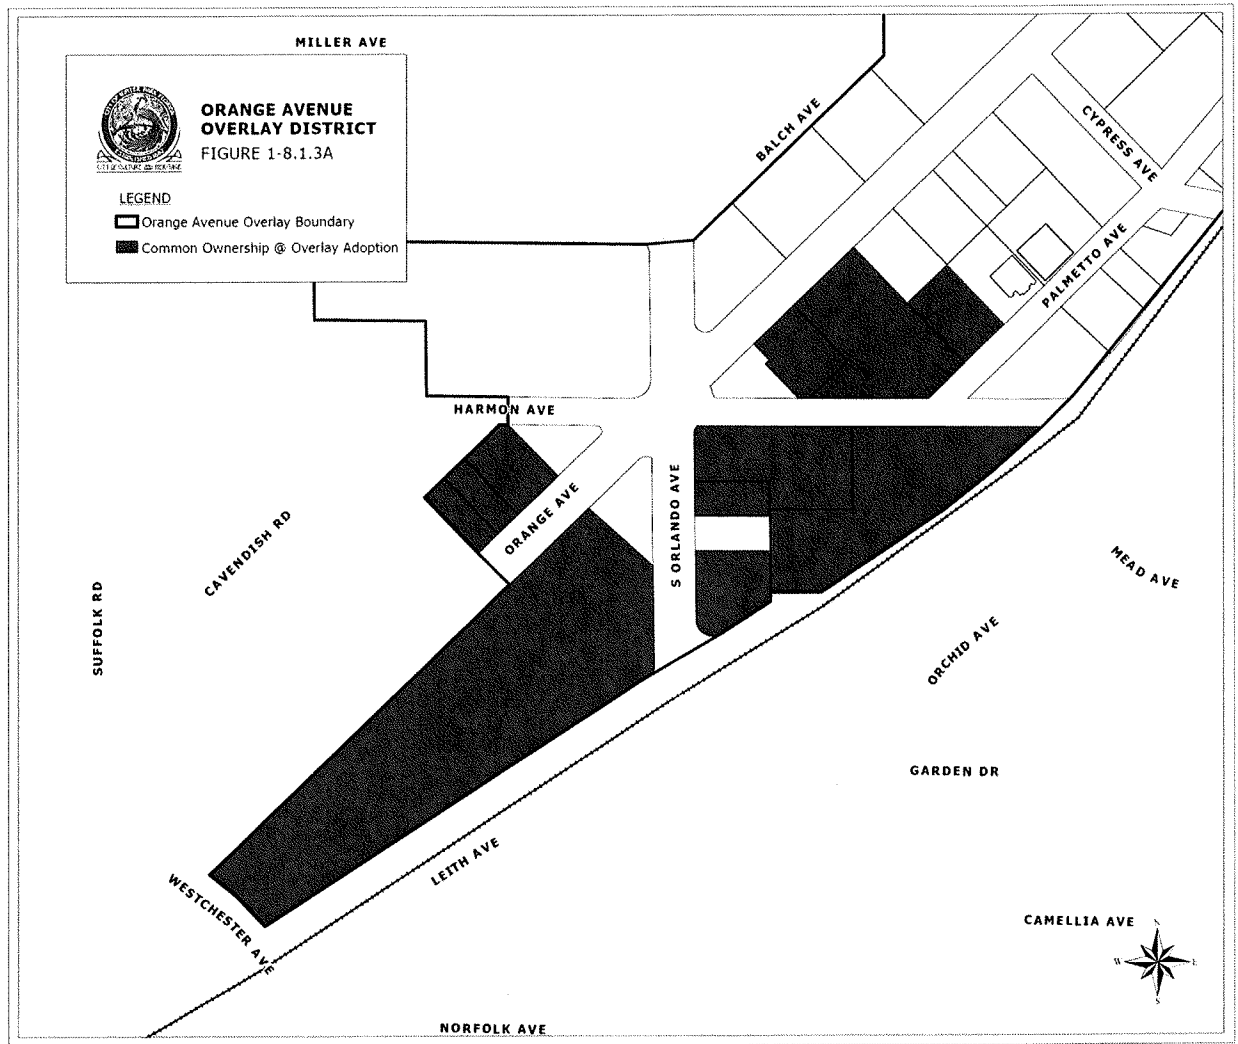 MILLER AVE
ORANGE AVENUE
OVERLAY DISTRICT
FIGURE 1-8.1.3A
LEGEND
Orange Avenue Overlay Boundary
Common Ownership @ Overlay Adoption
BALCH AVE
CYPRESS AVE
PALMETTO AVE
HARMON AVE
ORANGE AVE
S ORLANDO AVE
CAVENDISH RD
SUFFOLK RD
MEAD AVE
ORCHID AVE
GARDEN DR
LEITH AVE
WESTCHESTER AVE
CAMELLIA AVE
N
W
E
S
NORFOLK AVE